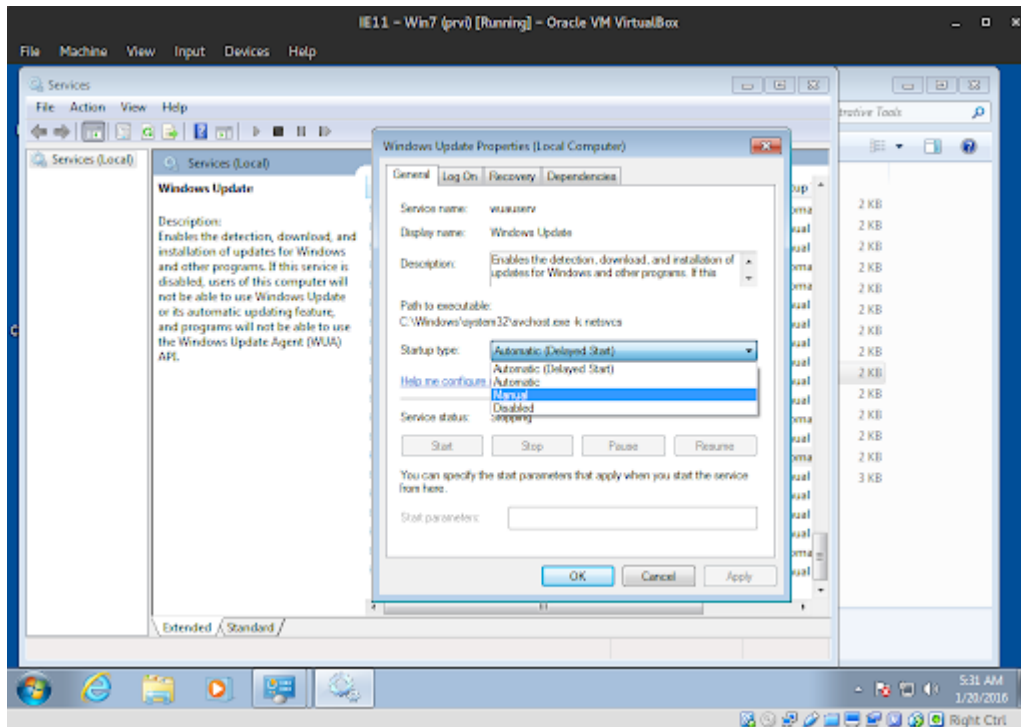 IE11 – Win7 (prvi) [Running] – Oracle VM VirtualBox
File Machine View Input Devices Help
Services
File Action View Help
Services (Local)
Services (Local)
Windows Update
Description:
Enables the detection, download, and
installation of updates for Windows
and other programs. If this service is
disabled, users of this computer will
not be able to use Windows Update
or its automatic updating feature,
and programs will not be able to use
the Windows Update Agent (WUA)
API.
Extended Standard
Windows Update Properties (Local Computer)
General Log On Recovery Dependencies
Service name: wuauserv
Display name: Windows Update
Description: Enables the detection, download, and installation of
updates for Windows and other programs. If this
Path to executable:
C:\Windows\system32\svchost.exe -k netsvcs
Startup type: Automatic (Delayed Start)
Automatic (Delayed Start)
Help me configure
Automatic
Manual
Disabled
Service status: Stopping
Start Stop Pause Resume
You can specify the start parameters that apply when you start the service
from here.
Start parameters:
OK Cancel Apply
trative Tools
2 KB
2 KB
2 KB
2 KB
2 KB
2 KB
2 KB
2 KB
2 KB
2 KB
2 KB
2 KB
2 KB
3 KB
5:31 AM
1/20/2016
Right Ctrl